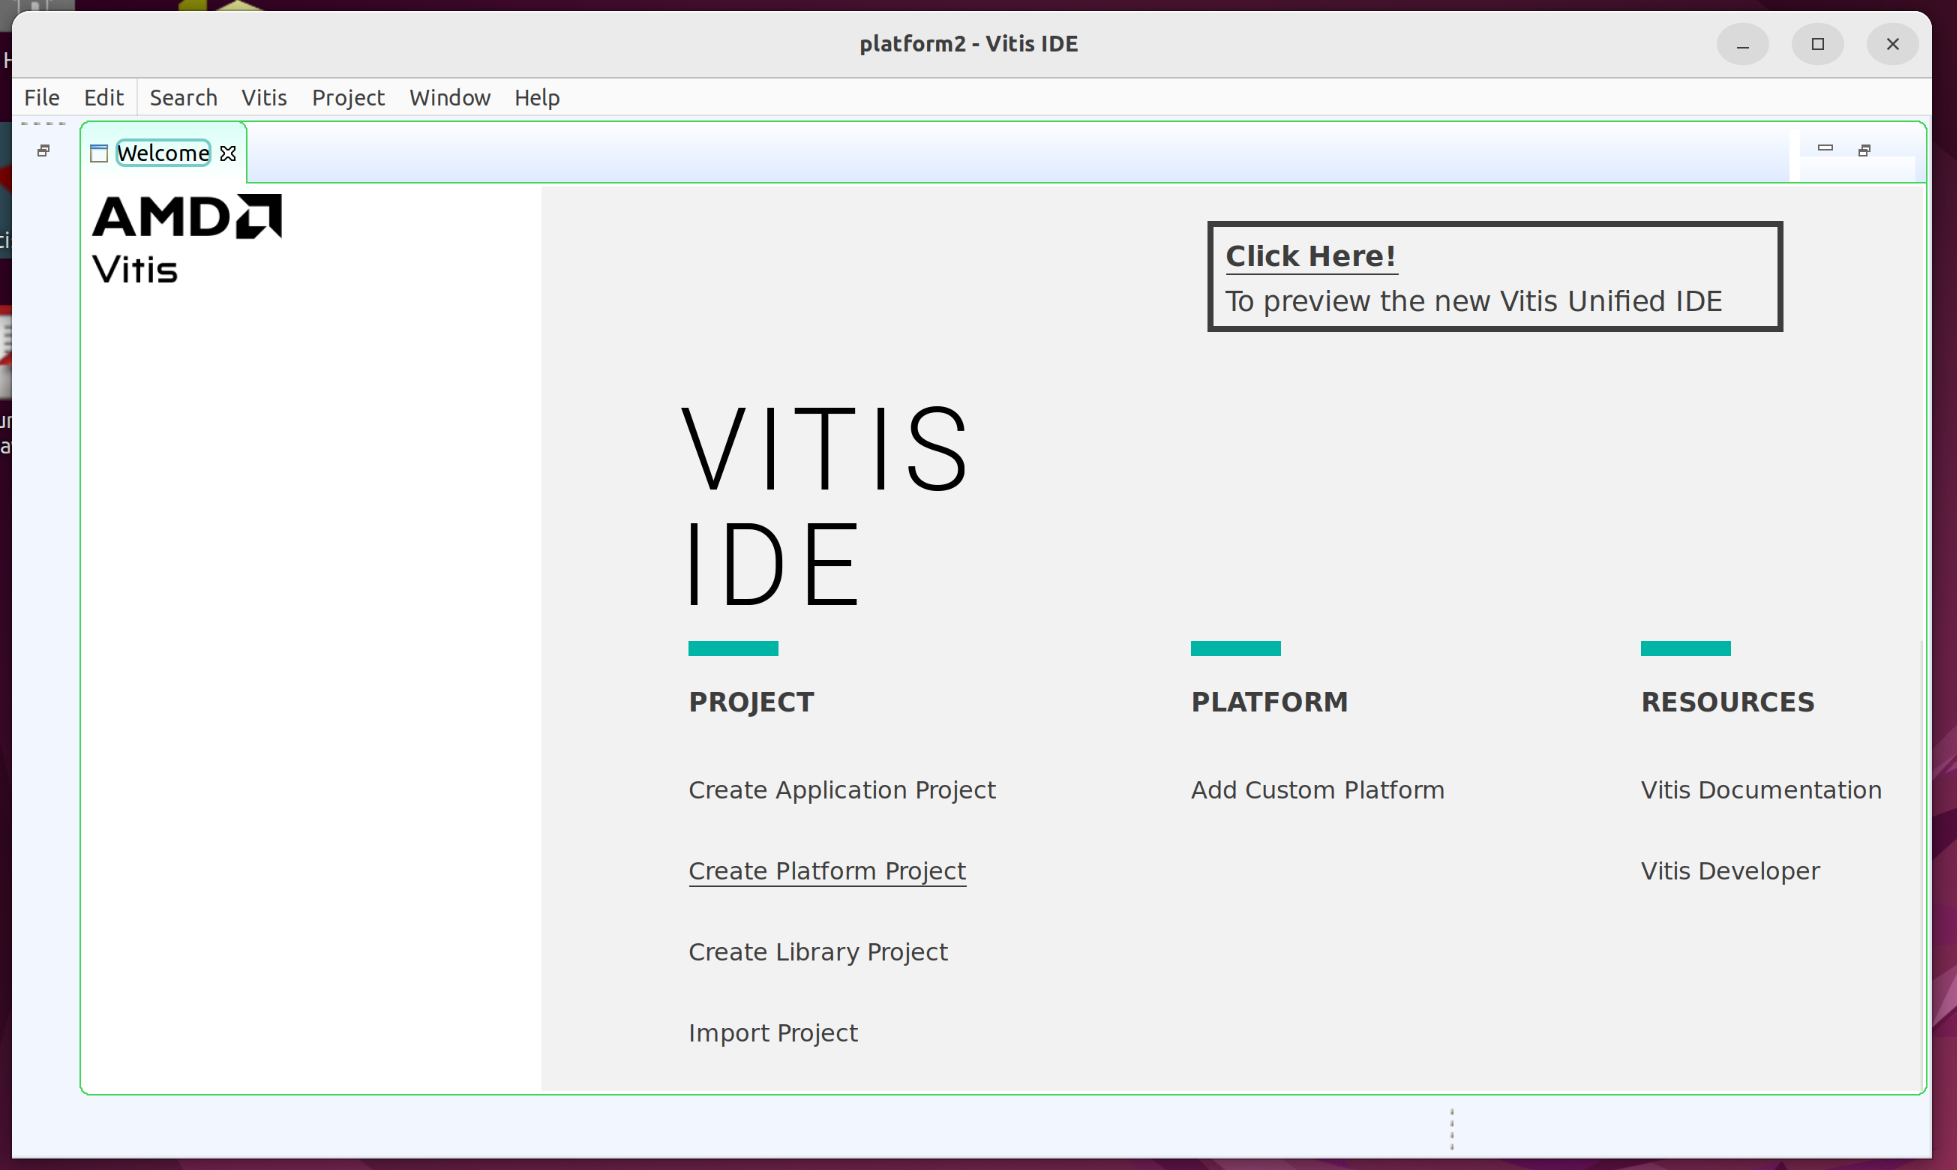 platform2 - Vitis IDE
File Edit Search Vitis Project Window Help
Welcome
AMD
Vitis
Click Here!
To preview the new Vitis Unified IDE
VITIS
IDE
PROJECT
PLATFORM
RESOURCES
Create Application Project
Add Custom Platform
Vitis Documentation
Create Platform Project
Vitis Developer
Create Library Project
Import Project